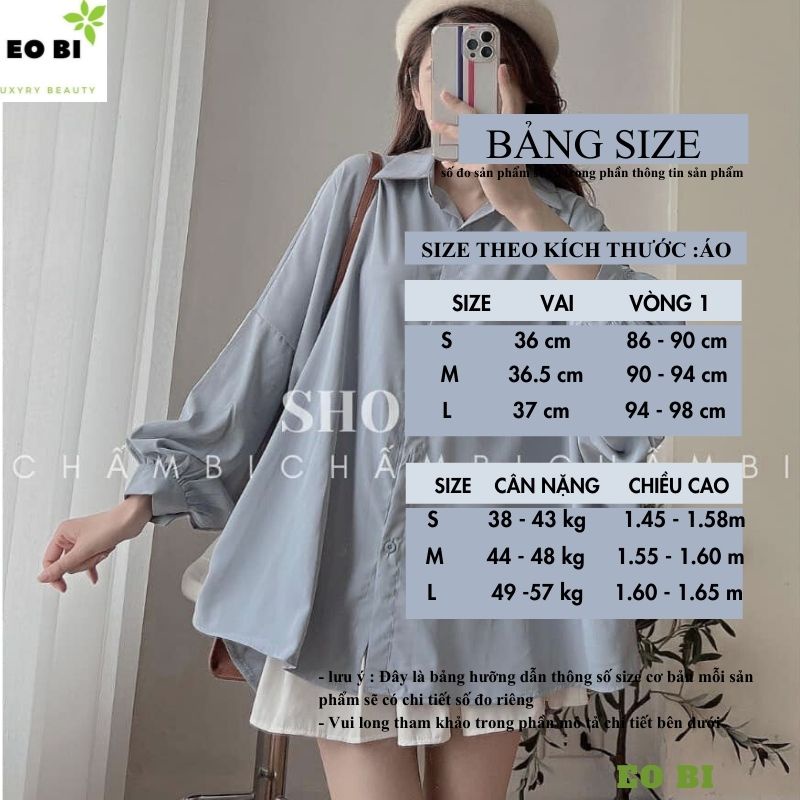 EO BI
UXYRY BEAUTY
BẢNG SIZE
số đo sản phẩm trong phần thông tin sản phẩm
SIZE THEO KÍCH THƯỚC :ÁO
SIZE VAI VÒNG 1
S 36 cm 86 - 90 cm
M 36.5 cm 90 - 94 cm
L 37 cm 94 - 98 cm
SHO
CHẤMBICHẤMBICHẤMBI
SIZE CÂN NẶNG CHIỀU CAO
S 38 - 43 kg 1.45 - 1.58m
M 44 - 48 kg 1.55 - 1.60 m
L 49 -57 kg 1.60 - 1.65 m
- lưu ý : Đây là bảng hưỡng dẫn thông số size cơ bản mỗi sản
phẩm sẽ có chi tiết số đo riêng
- Vui long tham khảo trong phần mô tả chi tiết bên dưới
EO BI